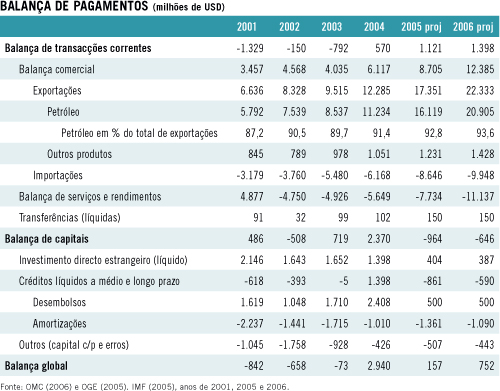 BALANÇA DE PAGAMENTOS (milhões de USD)
2001 2002 2003 2004 2005 proj 2006 proj
Balança de transacções correntes -1.329 -150 -792 570 1.121 1.398
Balança comercial 3.457 4.568 4.035 6.117 8.705 12.385
Exportações 6.636 8.328 9.515 12.285 17.351 22.333
Petróleo 5.792 7.539 8.537 11.234 16.119 20.905
Petróleo em % do total de exportações 87,2 90,5 89,7 91,4 92,8 93,6
Outros produtos 845 789 978 1.051 1.231 1.428
Importações -3.179 -3.760 -5.480 -6.168 -8.646 -9.948
Balança de serviços e rendimentos 4.877 -4.750 -4.926 -5.649 -7.734 -11.137
Transferências (líquidas) 91 32 99 102 150 150
Balança de capitais 486 -508 719 2.370 -964 -646
Investimento directo estrangeiro (líquido) 2.146 1.643 1.652 1.398 404 387
Créditos líquidos a médio e longo prazo -618 -393 -5 1.398 -861 -590
Desembolsos 1.619 1.048 1.710 2.408 500 500
Amortizações -2.237 -1.441 -1.715 -1.010 -1.361 -1.090
Outros (capital c/p e erros) -1.045 -1.758 -928 -426 -507 -443
Balança global -842 -658 -73 2.940 157 752
Fonte: OMC (2006) e OGE (2005). IMF (2005), anos de 2001, 2005 e 2006.